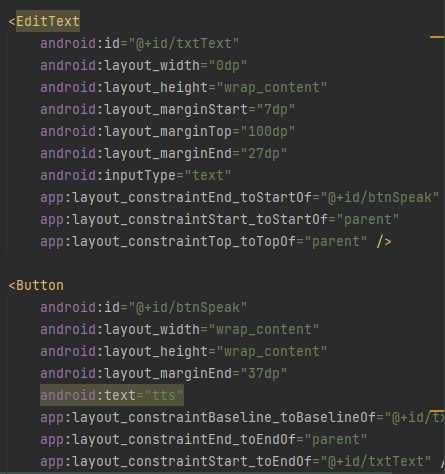 <EditText
android:id="@+id/txtText"
android:layout_width="0dp"
android:layout_height="wrap_content"
android:layout_marginStart="7dp"
android:layout_marginTop="100dp"
android:layout_marginEnd="27dp"
android:inputType="text"
app:layout_constraintEnd_toStartOf="@+id/btnSpeak"
app:layout_constraintStart_toStartOf="parent"
app:layout_constraintTop_toTopOf="parent" />
<Button
android:id="@+id/btnSpeak"
android:layout_width="wrap_content"
android:layout_height="wrap_content"
android:layout_marginEnd="37dp"
android:text="tts"
app:layout_constraintBaseline_toBaselineOf="@+id/tx
app:layout_constraintEnd_toEndOf="parent"
app:layout_constraintStart_toEndOf="@+id/txtText" /